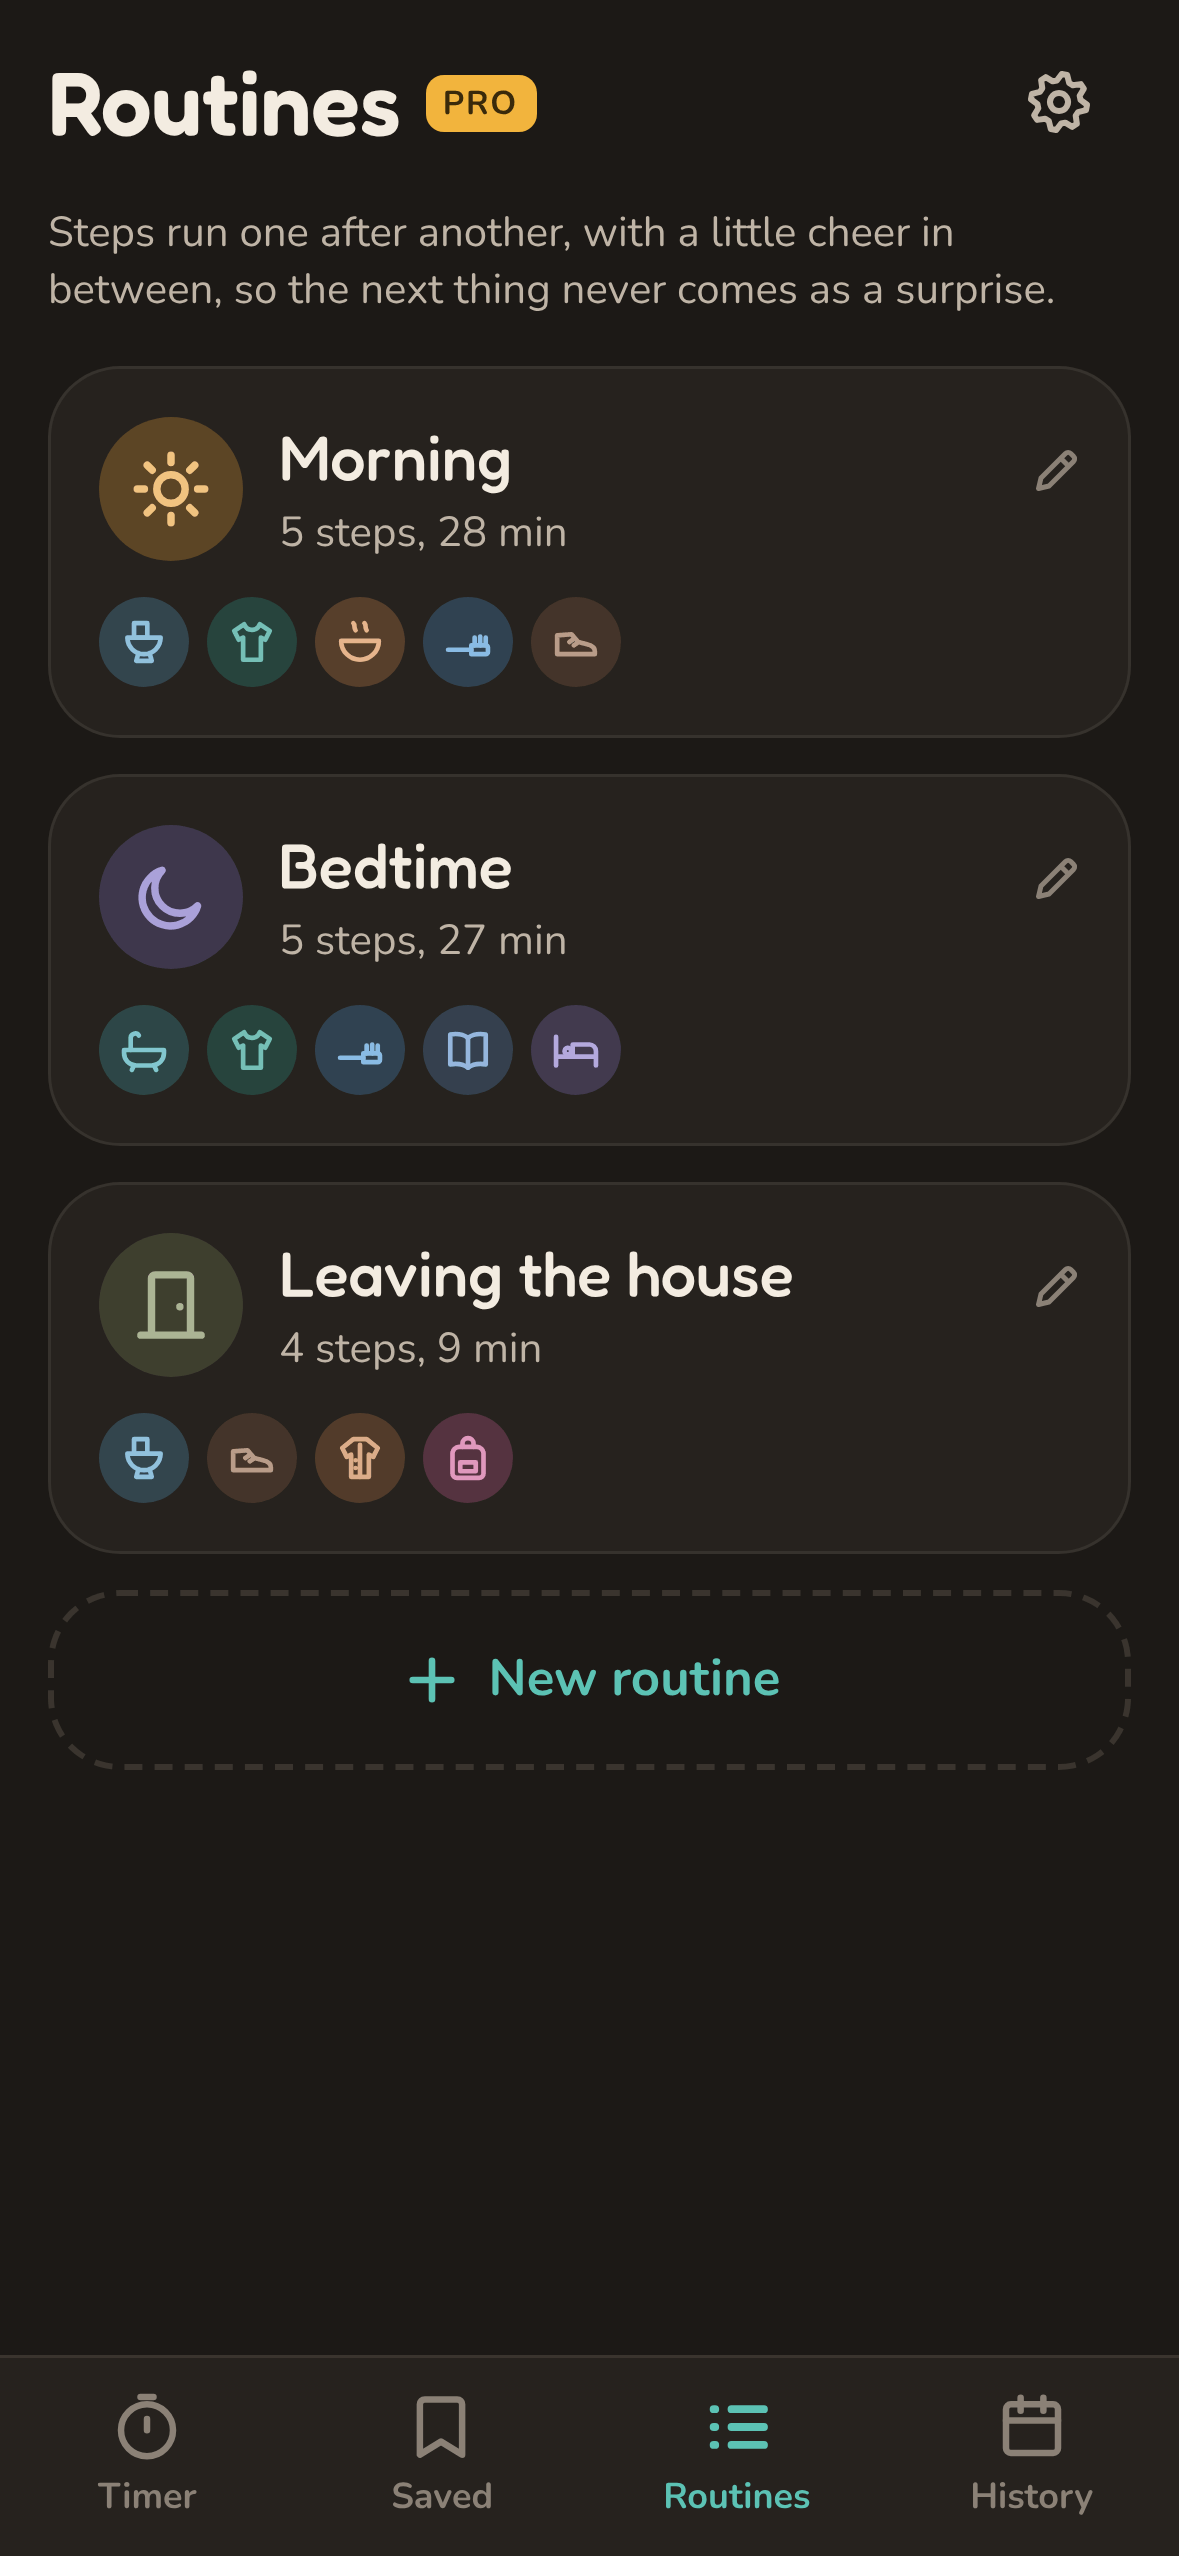 Routines PRO
Steps run one after another, with a little cheer in
between, so the next thing never comes as a surprise.
Morning
5 steps, 28 min
Bedtime
5 steps, 27 min
Leaving the house
4 steps, 9 min
New routine
Timer Saved Routines History